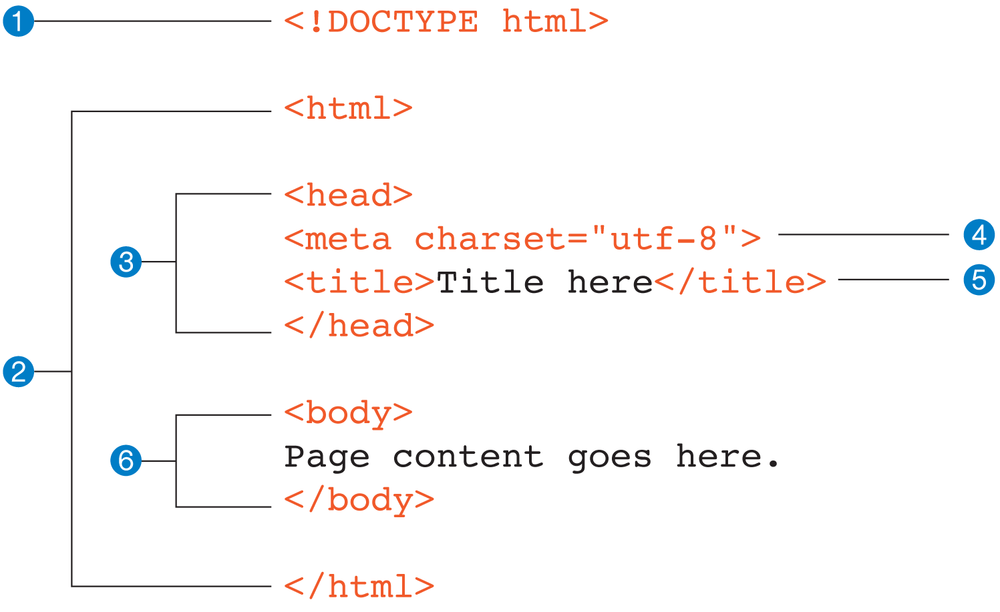 1 <!DOCTYPE html>
<html>
<head>
<meta charset="utf-8"> 4
3
<title>Title here</title> 5
</head>
2
<body>
6 Page content goes here.
</body>
</html>